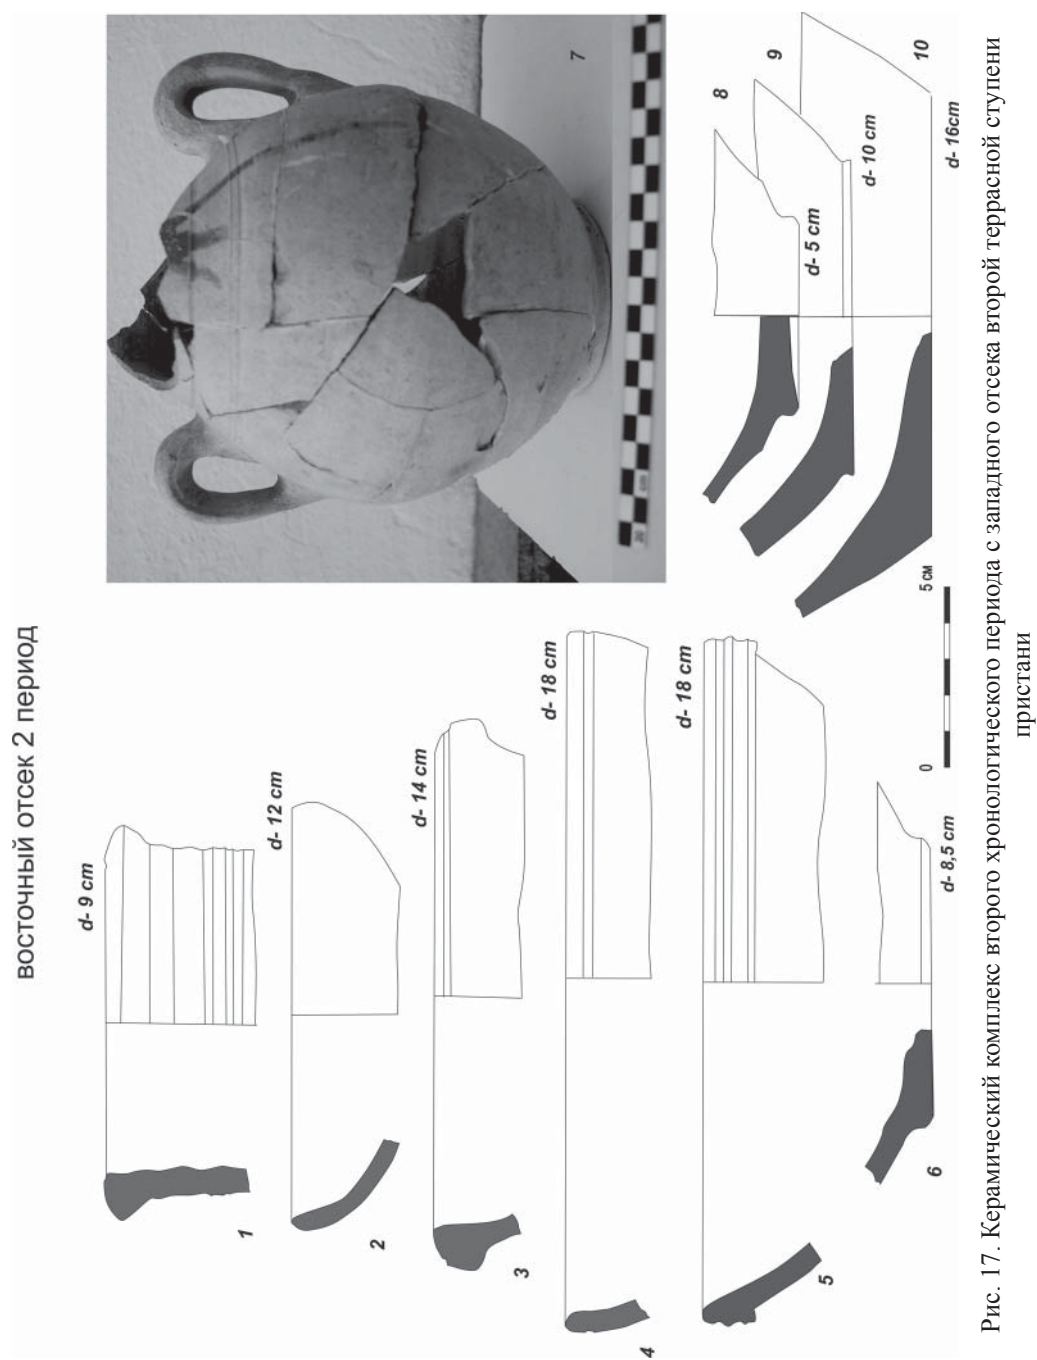 восточный отсек 2 период
d- 9 cm
1
d- 12 cm
2
d- 14 cm
3
d- 18 cm
4
d- 18 cm
5
d- 8,5 cm
6
7
20
8
d- 5 cm
9
d- 10 cm
10
d- 16cm
0
5 см
Рис. 17. Керамический комплекс второго хронологического периода с западного отсека второй террасной ступени
пристани